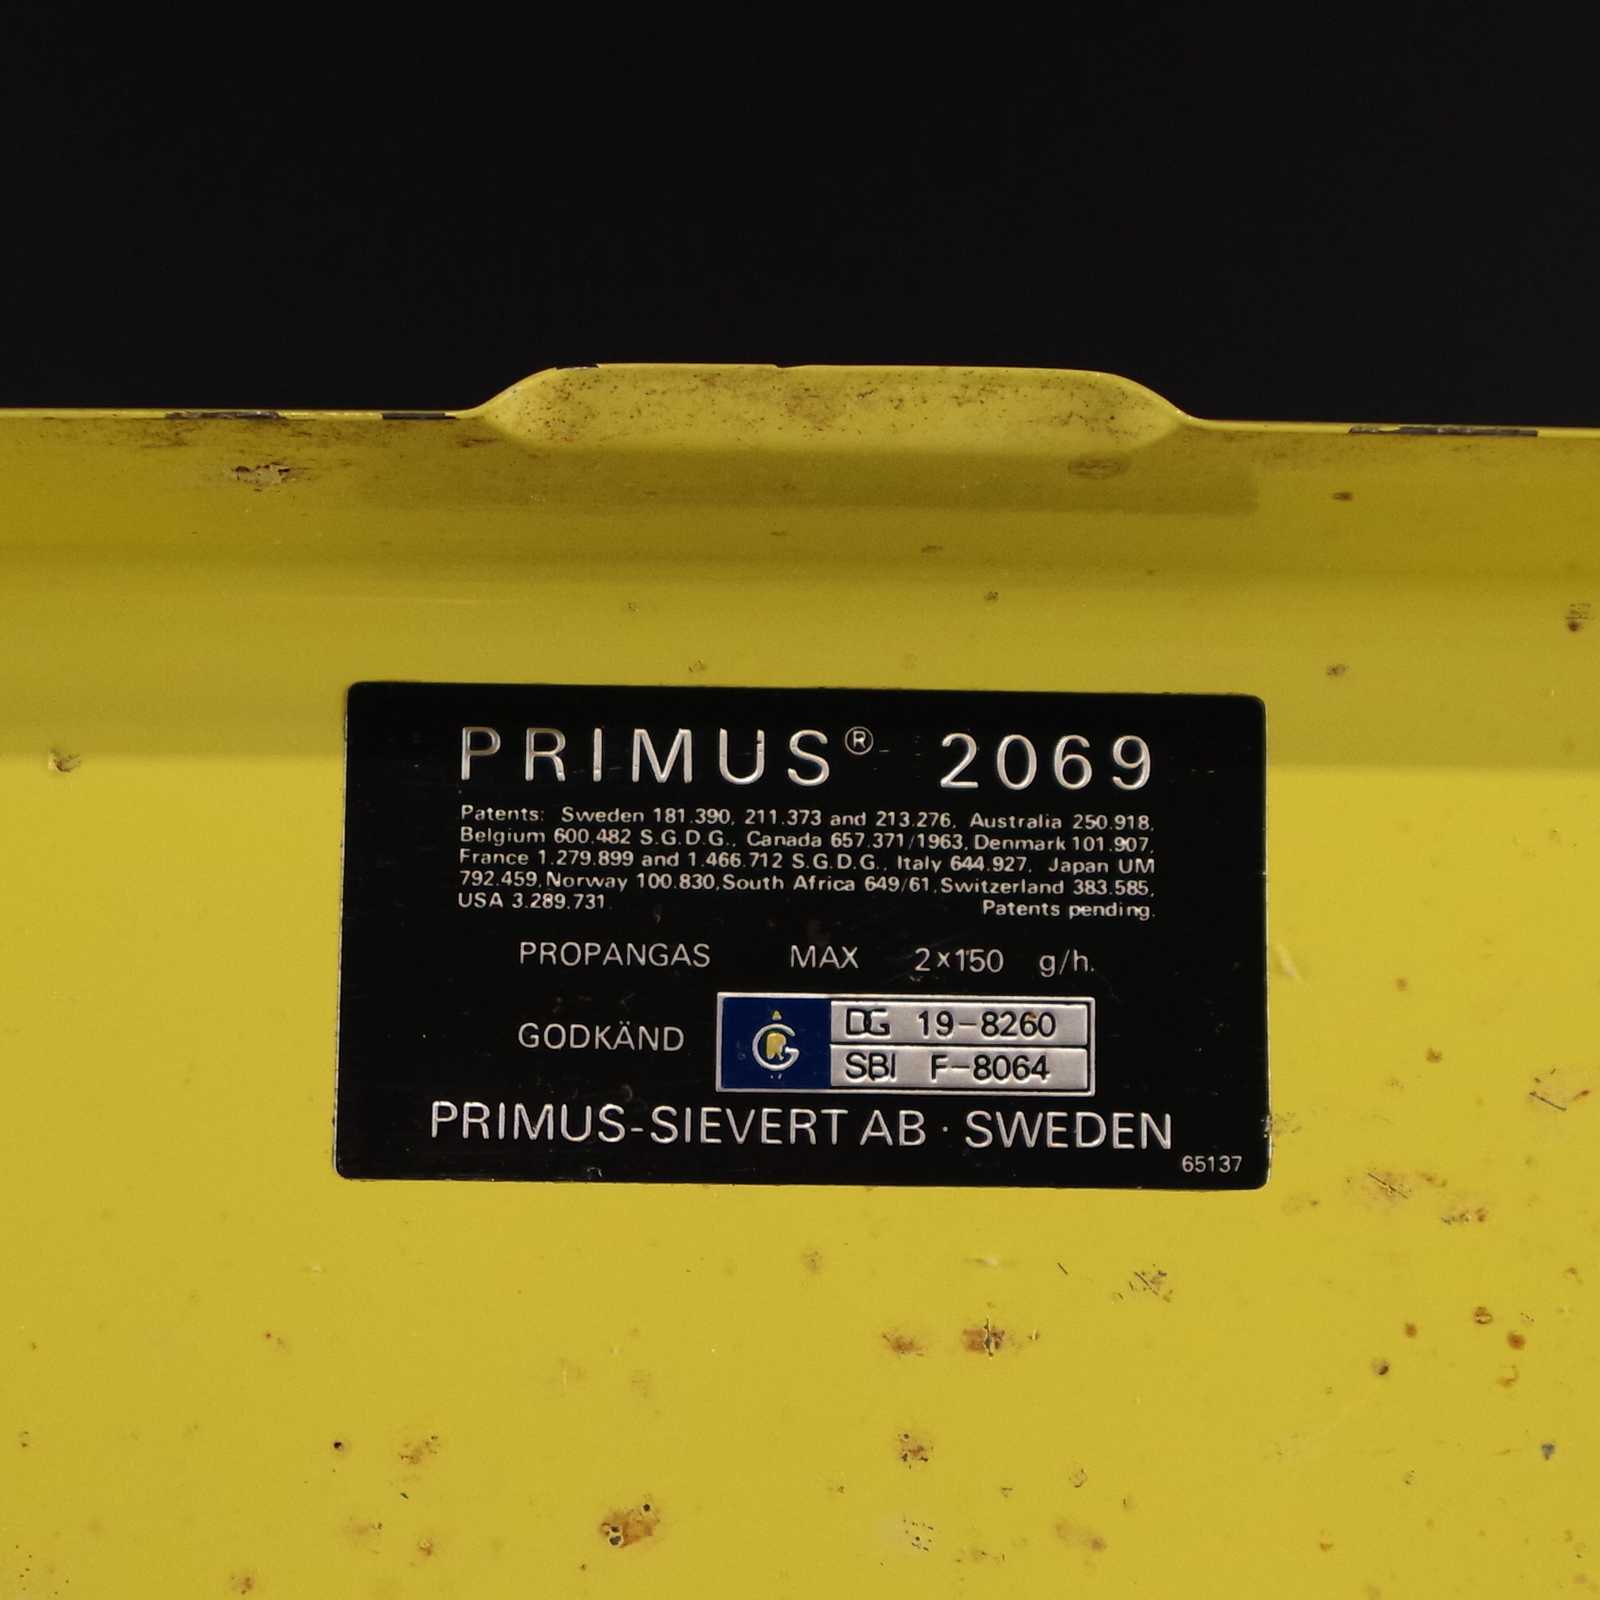 PRIMUS® 2069
Patents: Sweden 181.390, 211.373 and 213.276, Australia 250.918,
Belgium 600.482 S.G.D.G., Canada 657.371/1963, Denmark 101.907,
France 1.279.899 and 1.466.712 S.G.D.G., Italy 644.927, Japan UM
792.459, Norway 100.830, South Africa 649/61, Switzerland 383.585,
USA 3.289.731. Patents pending.
PROPANGAS MAX 2×150 g/h.
GODKÄND
DG 19-8260
SBI F-8064
PRIMUS-SIEVERT AB · SWEDEN
65137